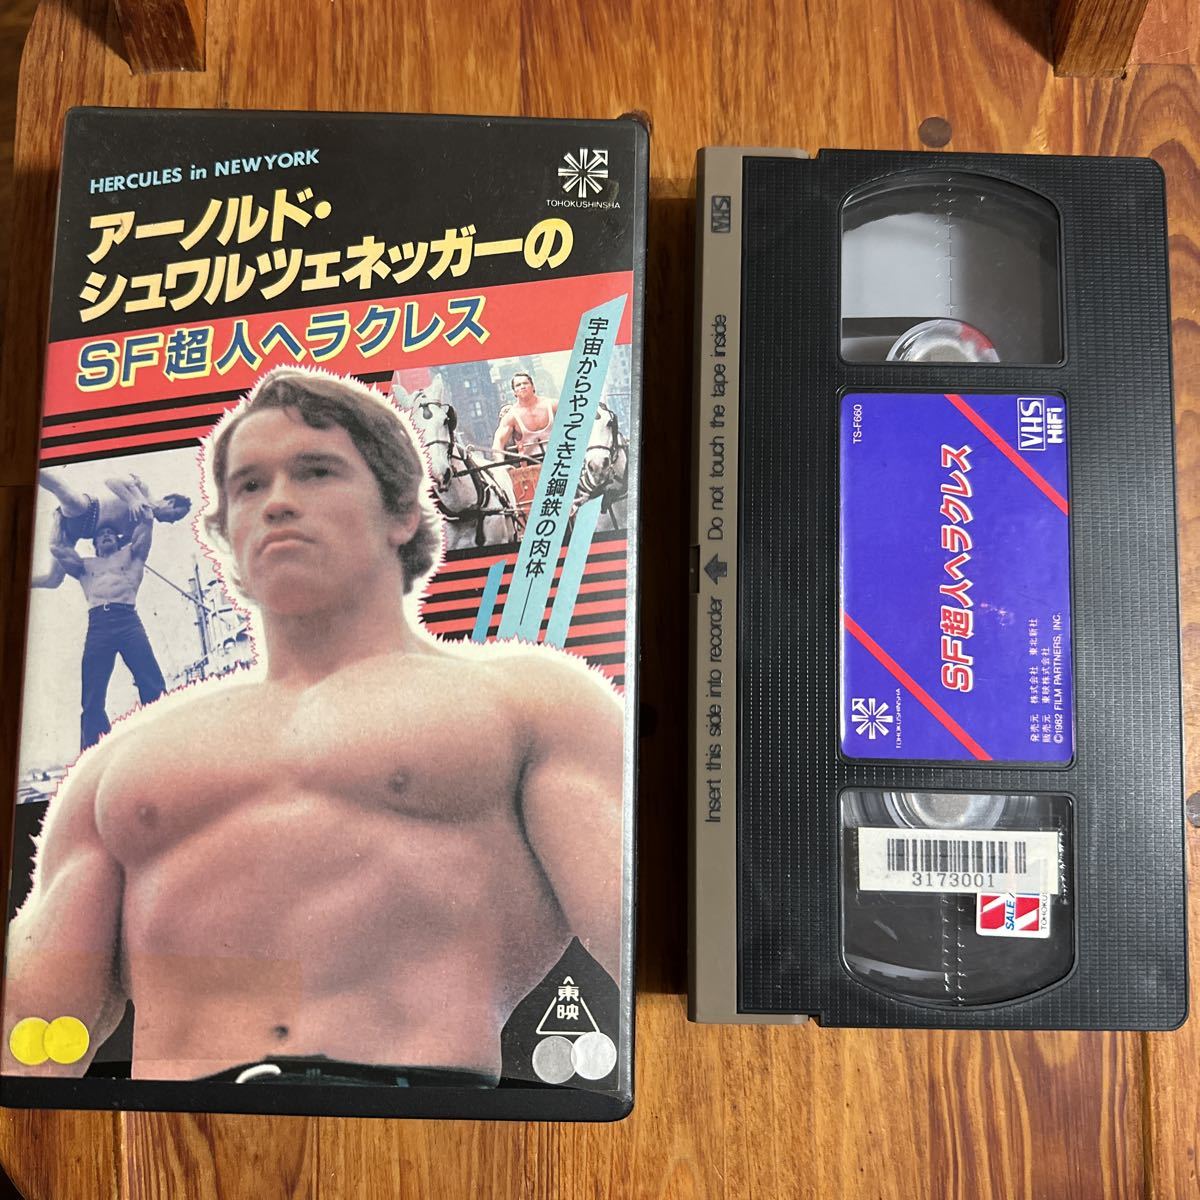 HERCULES in NEW YORK
TOHOKUSHINSHA
アーノルド・
シュワルツェネッガーの
SF超人ヘラクレス
宇宙からやってきた鋼鉄の肉体——
東映
VHS
Insert this side into recorder Do not touch the tape inside
TS-F660
VHS
HiFi
SF超人ヘラクレス
TOHOKUSHINSHA
発売元 株式会社 東北新社
販売元 東映株式会社
©1982 FILM PARTNERS, INC.
3173001
SALE
TOHOKU